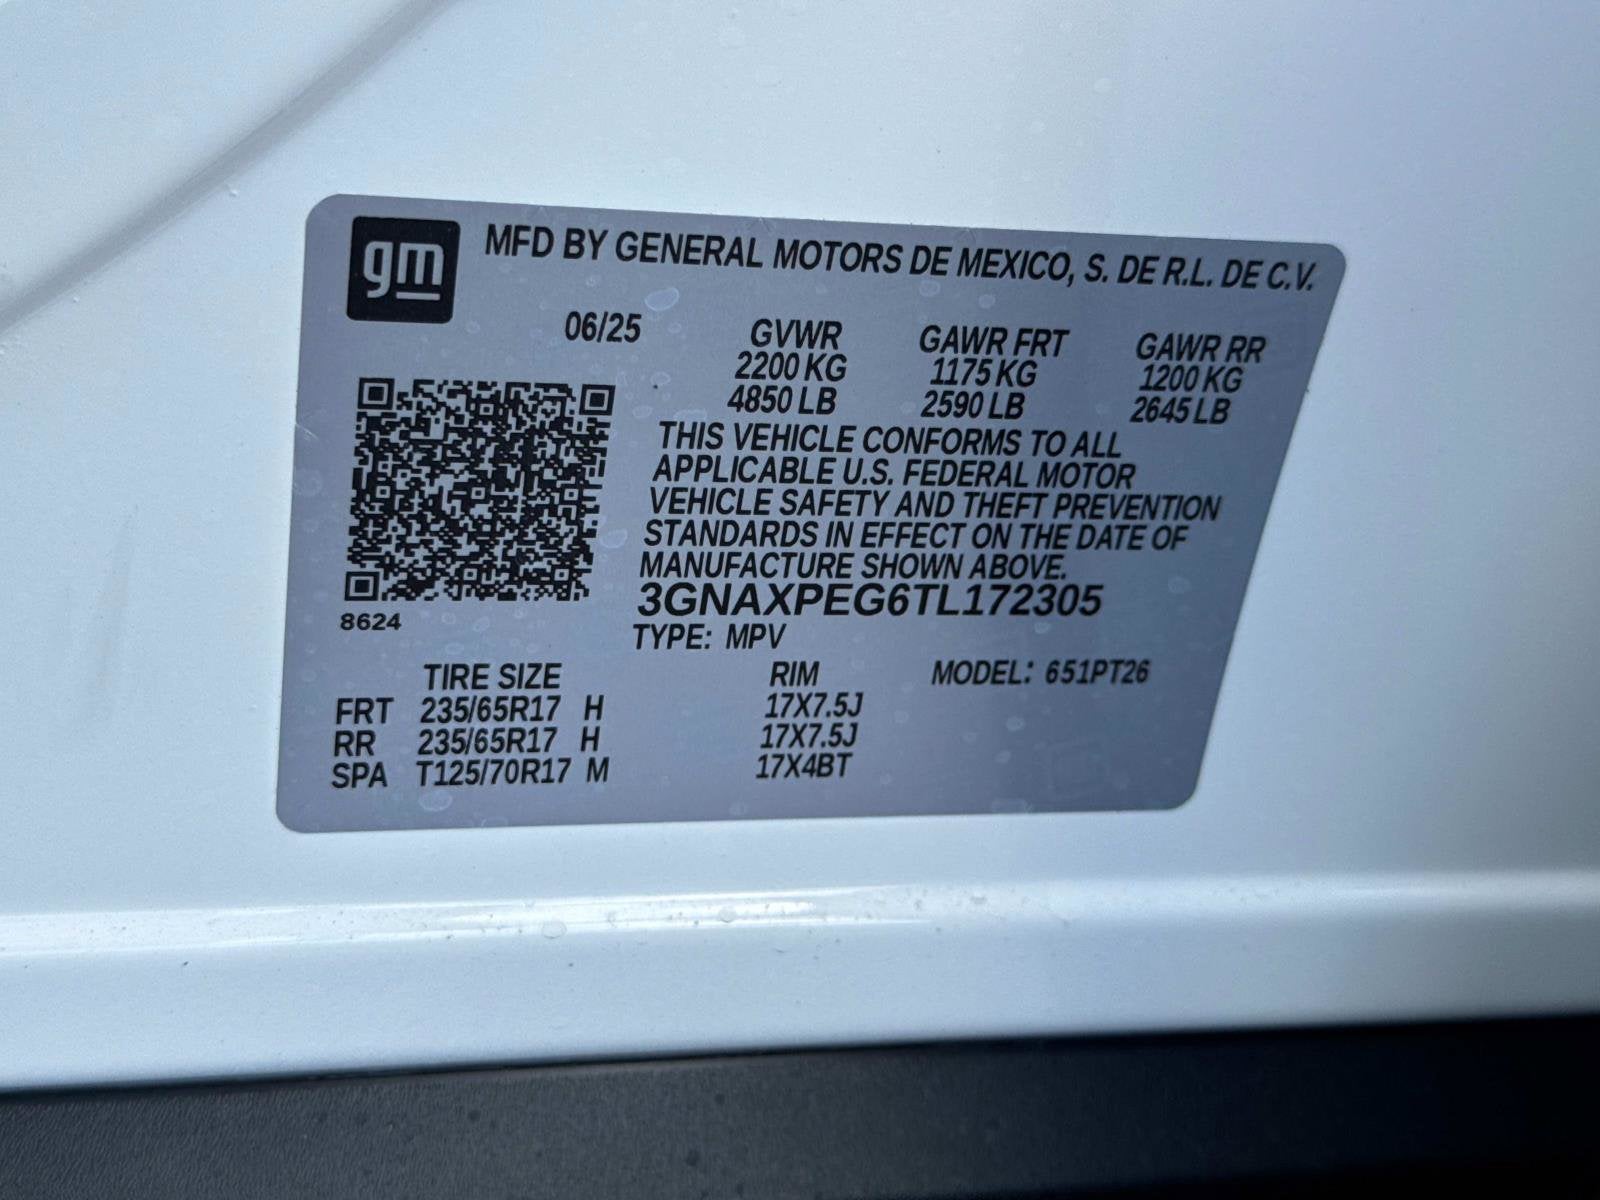 gm
MFD BY GENERAL MOTORS DE MEXICO, S. DE R.L. DE C.V.
06/25 GVWR GAWR FRT GAWR RR
2200 KG 1175 KG 1200 KG
4850 LB 2590 LB 2645 LB
THIS VEHICLE CONFORMS TO ALL
APPLICABLE U.S. FEDERAL MOTOR
VEHICLE SAFETY AND THEFT PREVENTION
STANDARDS IN EFFECT ON THE DATE OF
MANUFACTURE SHOWN ABOVE.
3GNAXPEG6TL172305
8624
TYPE: MPV
TIRE SIZE RIM MODEL: 651PT26
FRT 235/65R17 H 17X7.5J
RR 235/65R17 H 17X7.5J
SPA T125/70R17 M 17X4BT